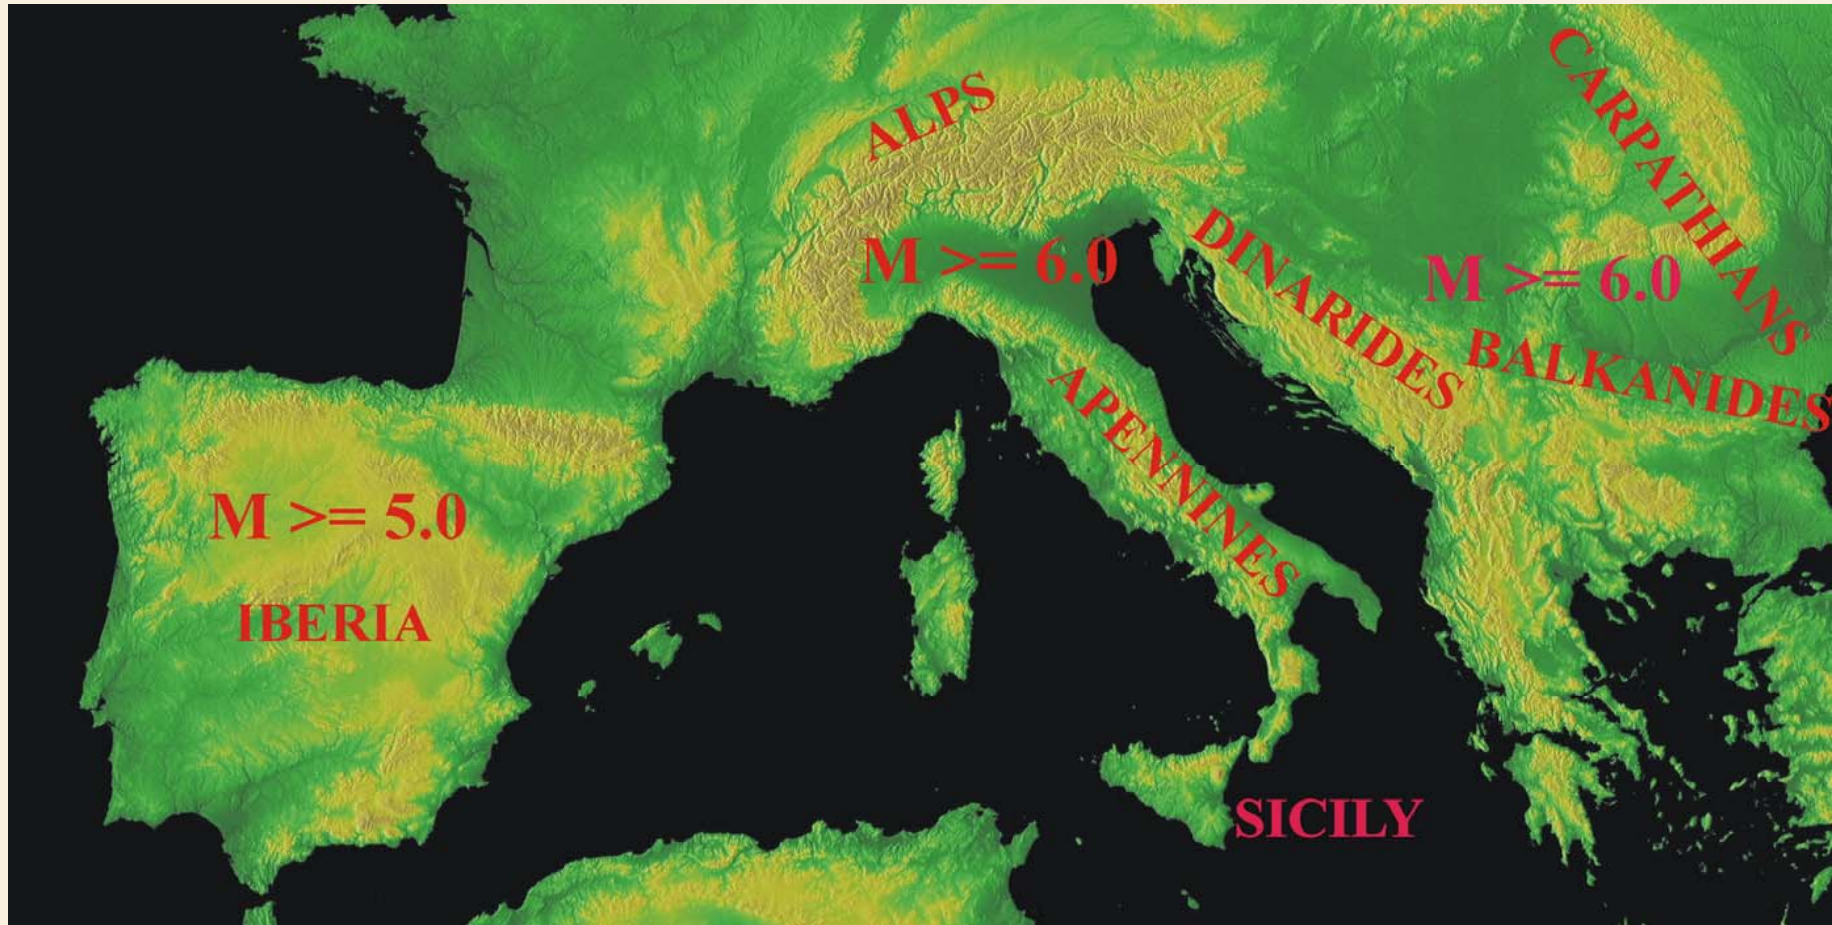 CARPATHIANS
ALPS
DINARIDES
M >= 6.0
M >= 6.0
BALKANIDES
APENNINES
M >= 5.0
IBERIA
SICILY